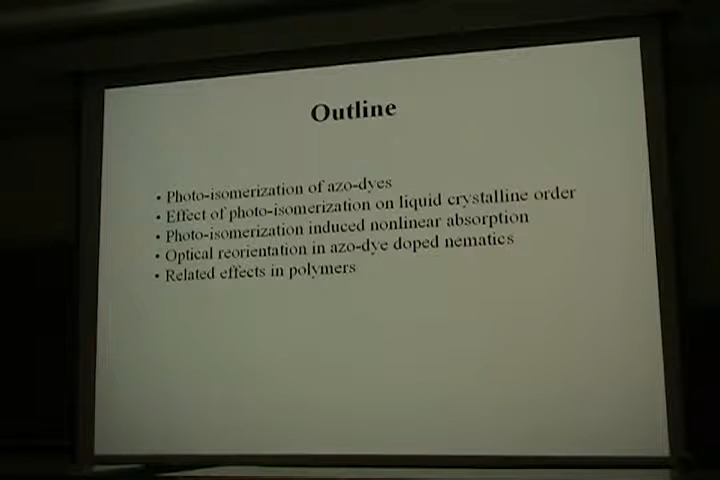 Outline
• Photo-isomerization of azo-dyes
• Effect of photo-isomerization on liquid crystalline order
• Photo-isomerization induced nonlinear absorption
• Optical reorientation in azo-dye doped nematics
• Related effects in polymers